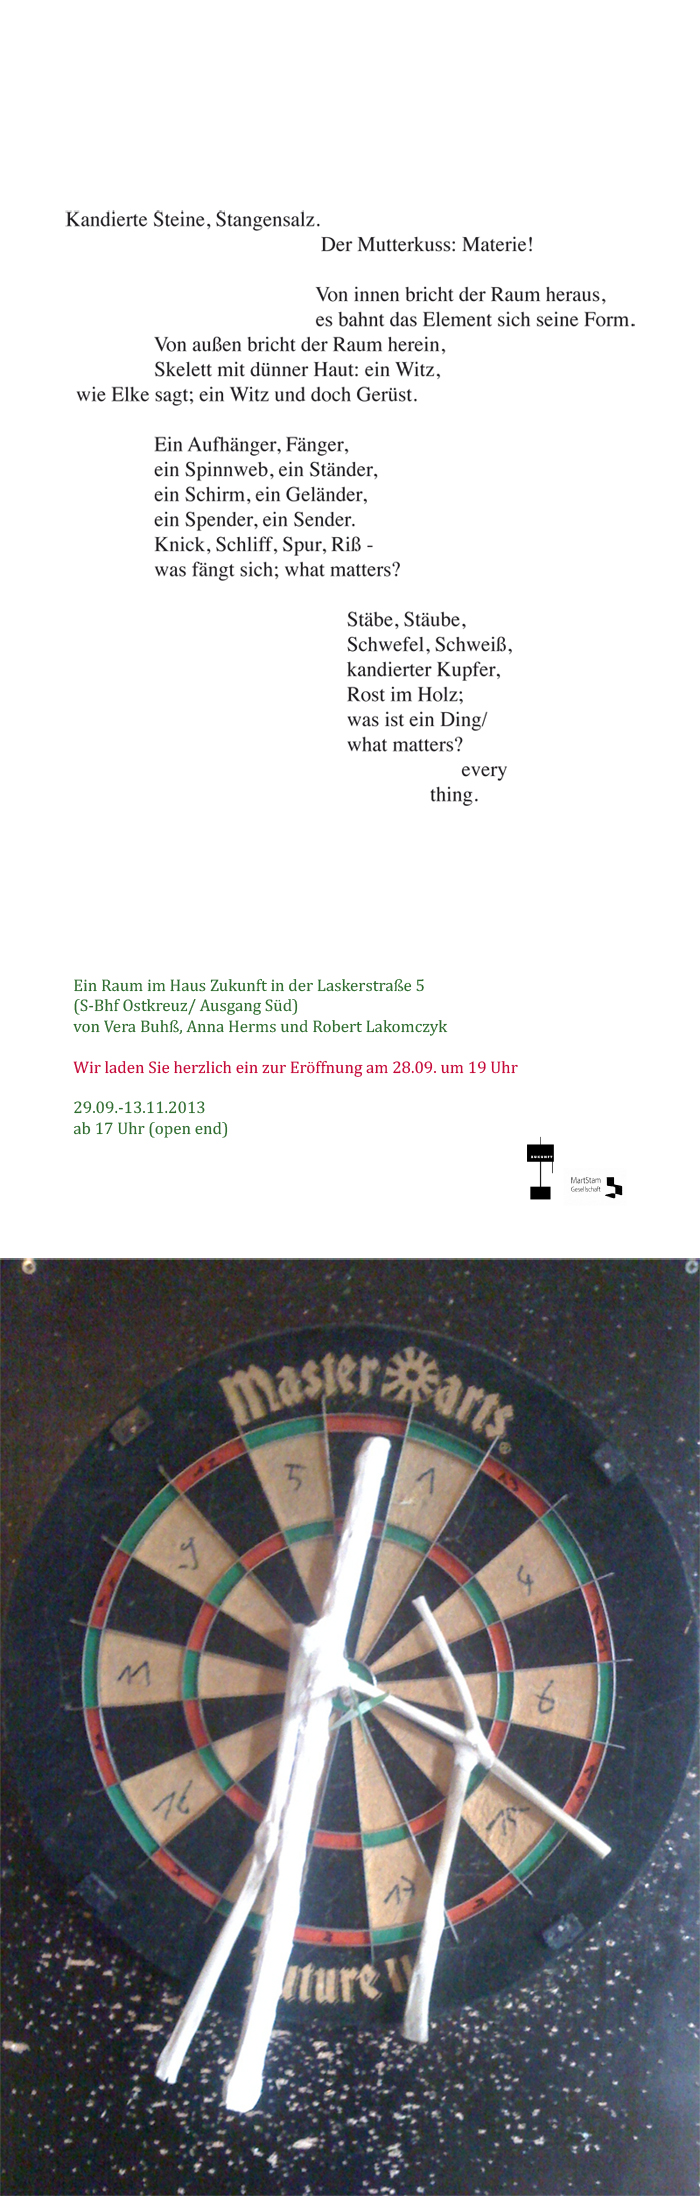 Kandierte Steine, Stangensalz.
Der Mutterkuss: Materie!
Von innen bricht der Raum heraus,
es bahnt das Element sich seine Form.
Von außen bricht der Raum herein,
Skelett mit dünner Haut: ein Witz,
wie Elke sagt; ein Witz und doch Gerüst.
Ein Aufhänger, Fänger,
ein Spinnweb, ein Ständer,
ein Schirm, ein Geländer,
ein Spender, ein Sender.
Knick, Schliff, Spur, Riß -
was fängt sich; what matters?
Stäbe, Stäube,
Schwefel, Schweiß,
kandierter Kupfer,
Rost im Holz;
was ist ein Ding/
what matters?
every
thing.
Ein Raum im Haus Zukunft in der Laskerstraße 5
(S-Bhf Ostkreuz/ Ausgang Süd)
von Vera Buhß, Anna Herms und Robert Lakomczyk
Wir laden Sie herzlich ein zur Eröffnung am 28.09. um 19 Uhr
29.09.-13.11.2013
ab 17 Uhr (open end)
ZUKUNFT
MartStam
Gesellschaft
Master arts®
5
1
9
4
11
6
16
15
17